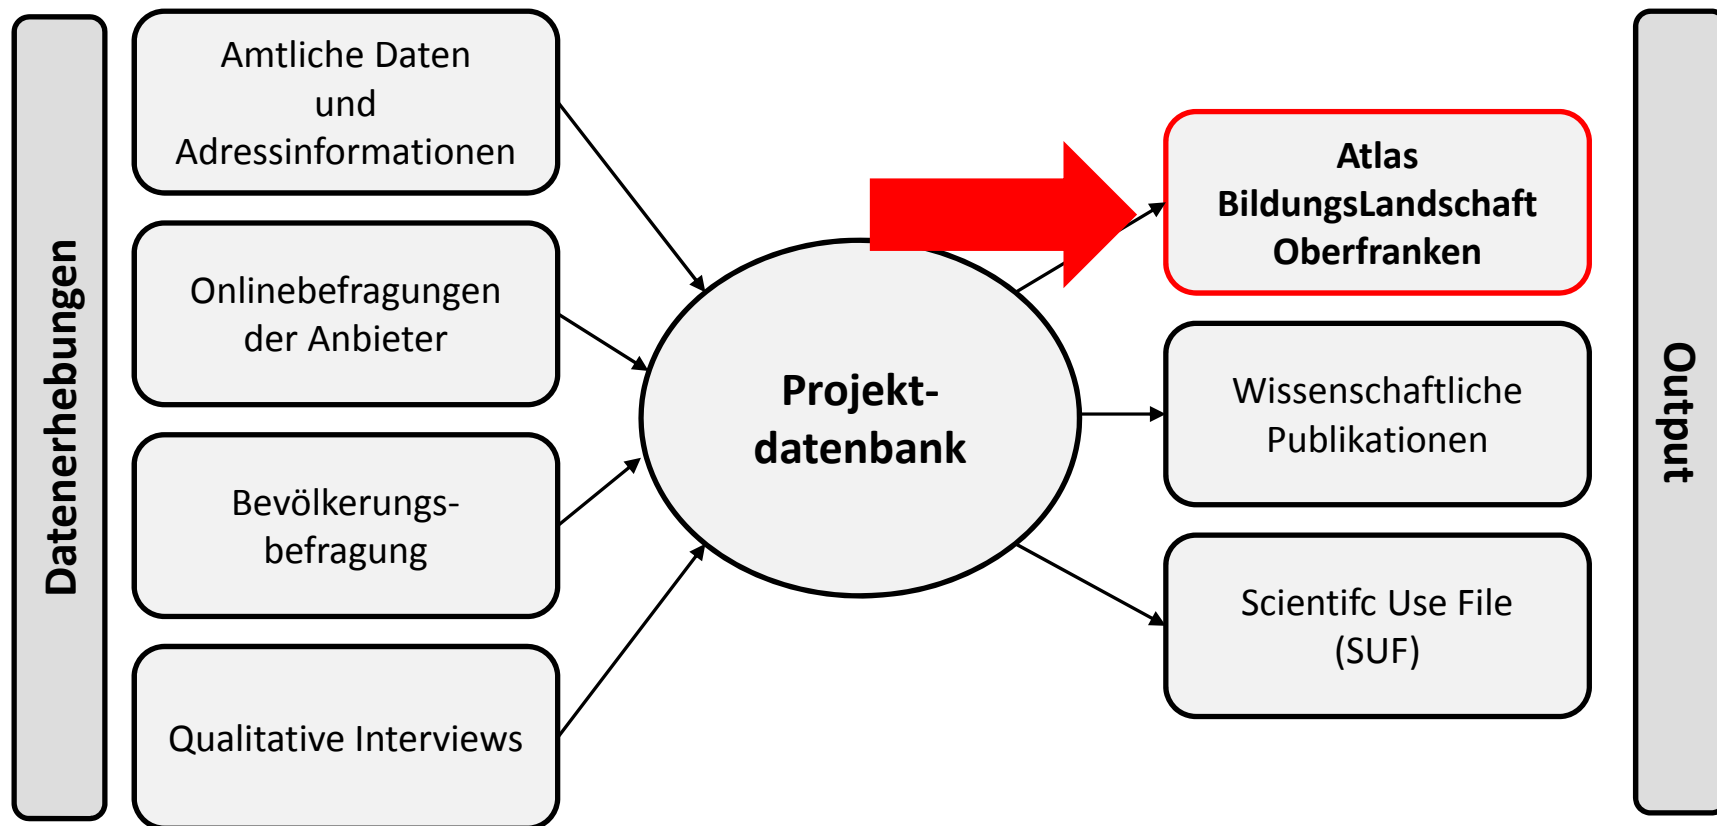 Datenerhebungen
Amtliche Daten
und
Adressinformationen
Onlinebefragungen
der Anbieter
Bevölkerungs-
befragung
Qualitative Interviews
Projekt-
datenbank
Atlas
BildungsLandschaft
Oberfranken
Wissenschaftliche
Publikationen
Scientifc Use File
(SUF)
Output